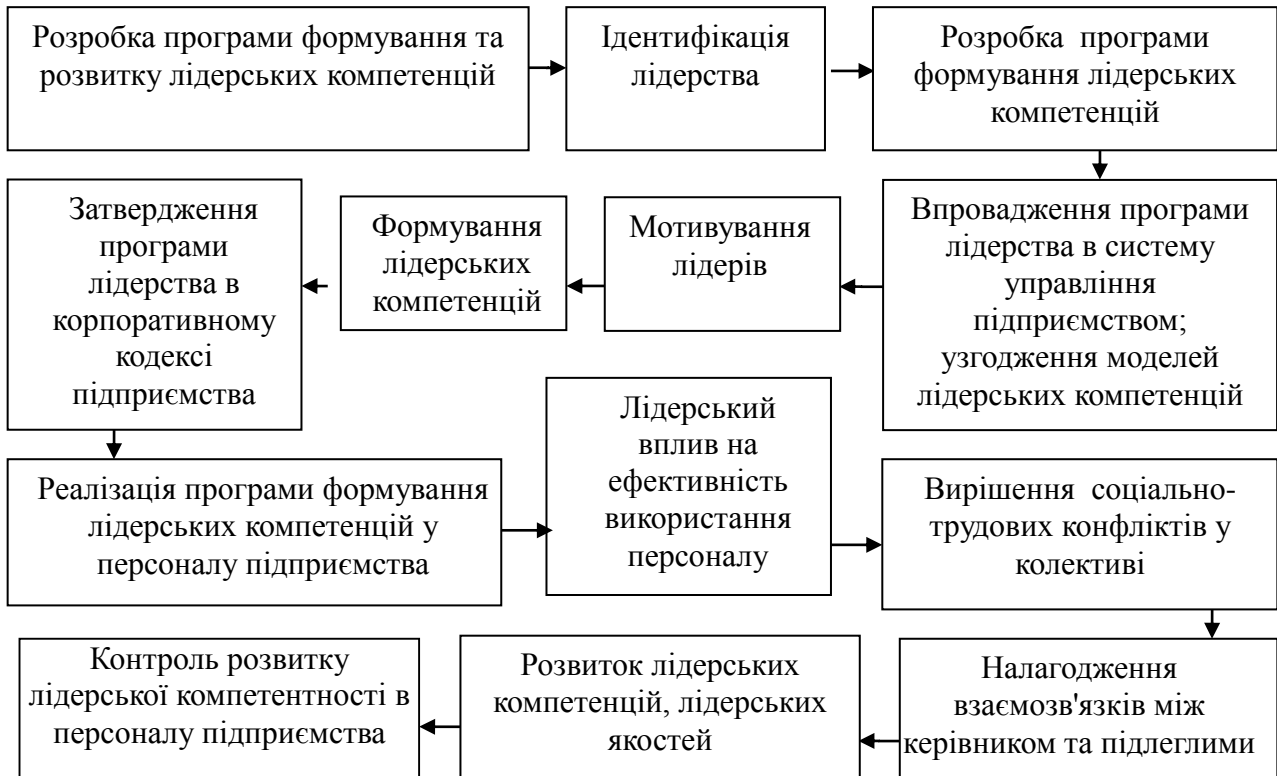 Розробка програми формування та
розвитку лідерських компетенцій
Ідентифікація
лідерства
Розробка програми
формування лідерських
компетенцій
Впровадження програми
лідерства в систему
управління
підприємством;
узгодження моделей
лідерських компетенцій
Мотивування
лідерів
Формування
лідерських
компетенцій
Затвердження
програми
лідерства в
корпоративному
кодексі
підприємства
Реалізація програми формування
лідерських компетенцій у
персоналу підприємства
Лідерський
вплив на
ефективність
використання
персоналу
Вирішення соціально-
трудових конфліктів у
колективі
Налагодження
взаємозв'язків між
керівником та підлеглими
Розвиток лідерських
компетенцій, лідерських
якостей
Контроль розвитку
лідерської компетентності в
персоналу підприємства